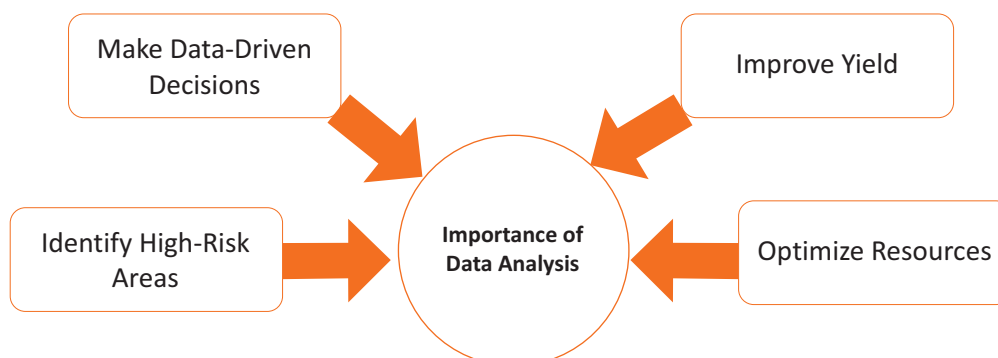 Make Data-Driven
Decisions
Improve Yield
Identify High-Risk
Areas
Importance of
Data Analysis
Optimize Resources